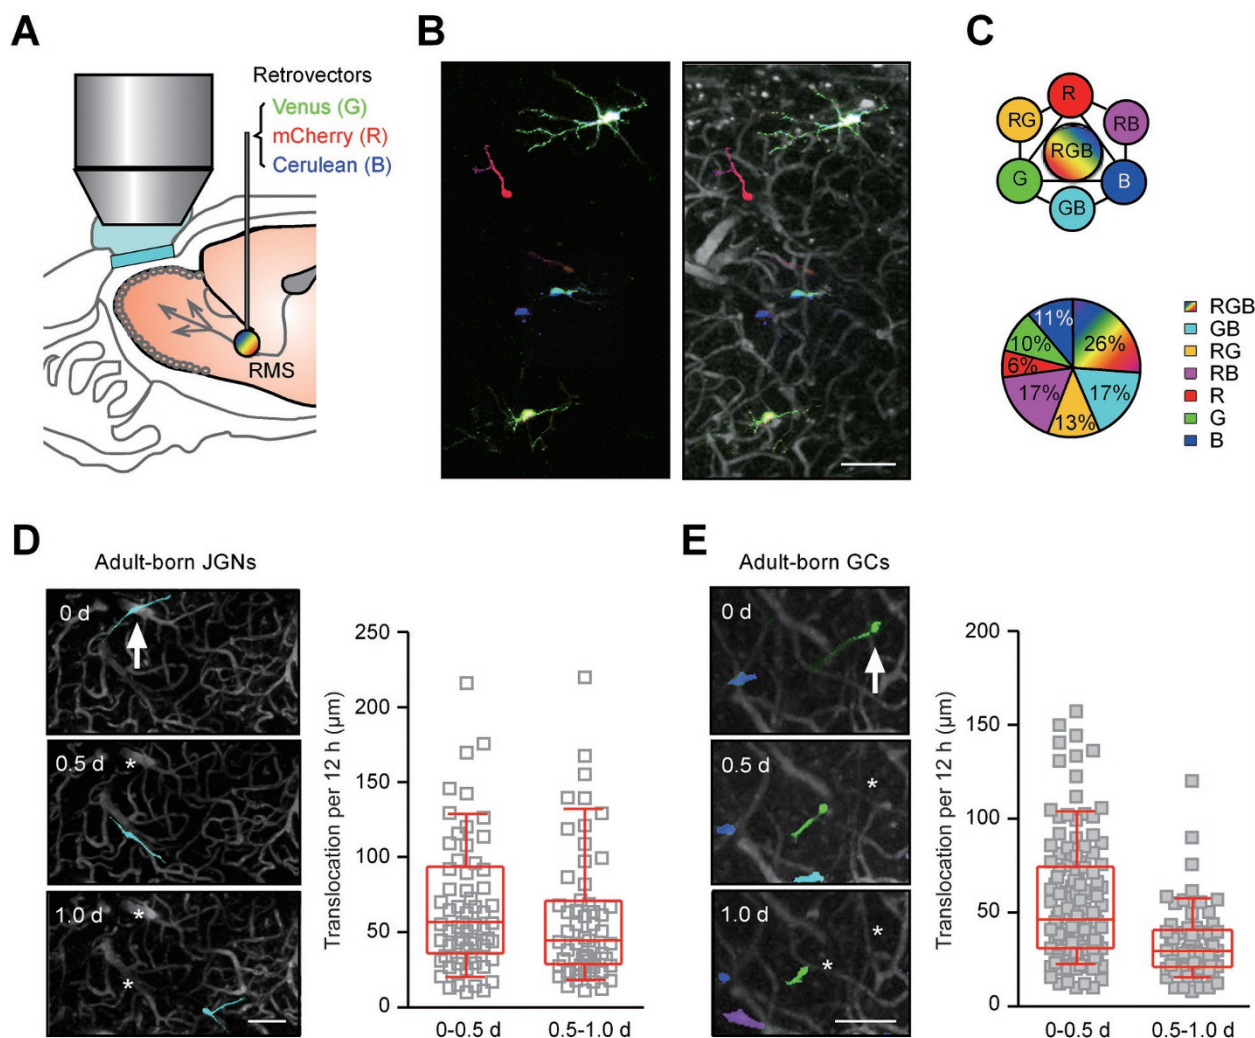 A
Retrovectors
Venus (G)
mCherry (R)
Cerulean (B)
RMS
B
C
R
RG
RB
RGB
G
B
GB
11%
26%
10%
6%
17%
17%
13%
RGB
GB
RG
RB
R
G
B
D
Adult-born JGNs
0 d
*
0.5 d
*
1.0 d
*
Translocation per 12 h (µm)
250
200
150
100
50
0
0-0.5 d
0.5-1.0 d
E
Adult-born GCs
0 d
0.5 d
*
1.0 d
*
*
Translocation per 12 h (µm)
200
150
100
50
0
0-0.5 d
0.5-1.0 d